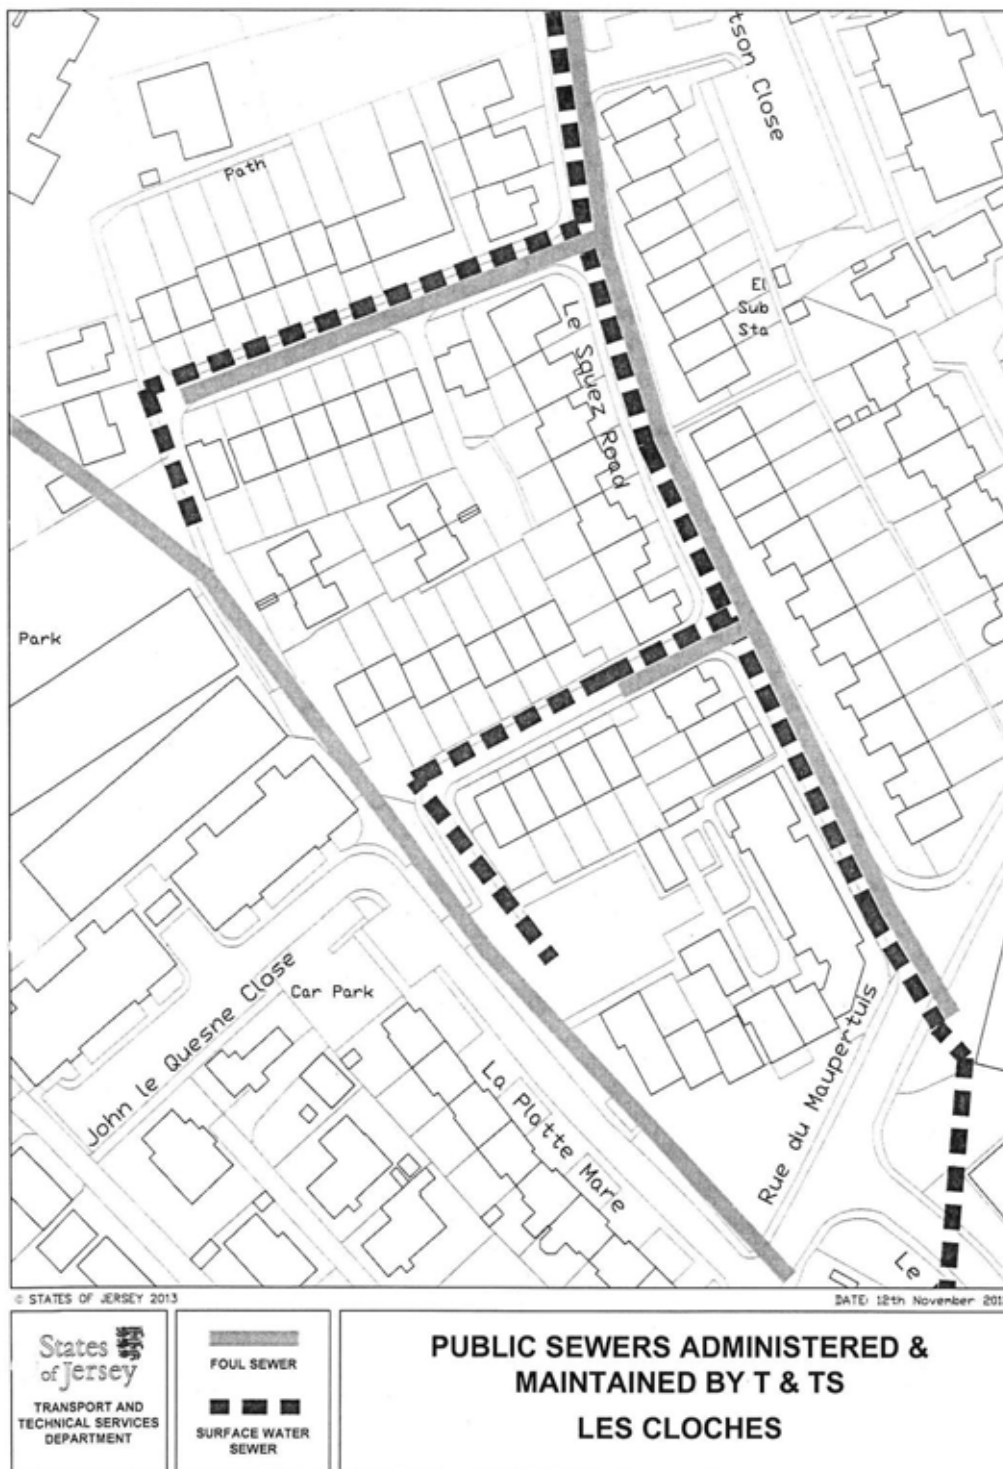 tson Close
Path
El
Sub
Sta
Le Squez Road
Park
John le Quesne Close
Car Park
La Platte Mare
Rue du Maupertuis
Le
© STATES OF JERSEY 2013
DATE: 12th November 201
States
of Jersey
TRANSPORT AND
TECHNICAL SERVICES
DEPARTMENT
FOUL SEWER
SURFACE WATER
SEWER
PUBLIC SEWERS ADMINISTERED &
MAINTAINED BY T & TS
LES CLOCHES